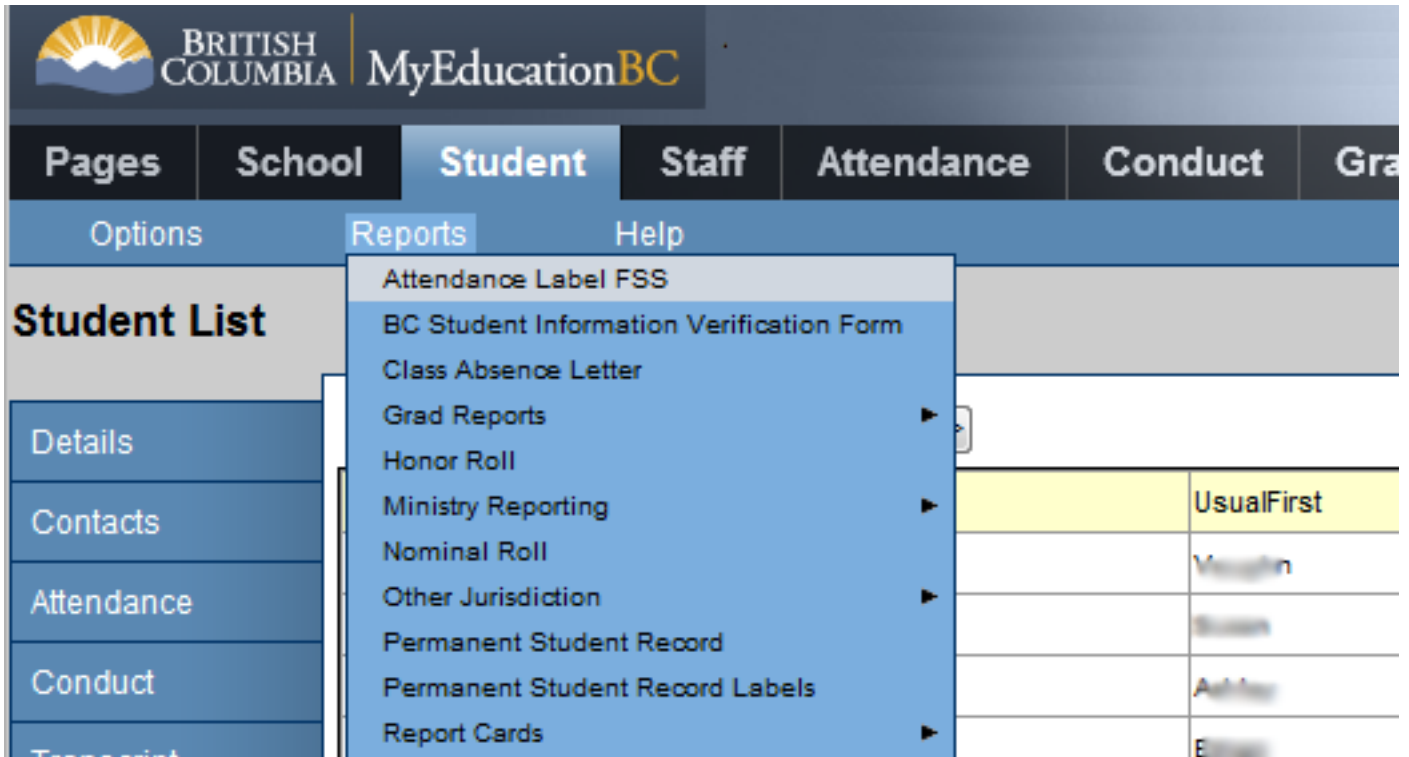 BRITISH
COLUMBIA MyEducationBC
Pages School Student Staff Attendance Conduct Gra
Options Reports Help
Student List
Attendance Label FSS
BC Student Information Verification Form
Class Absence Letter
Grad Reports
Honor Roll
Ministry Reporting
Nominal Roll
Other Jurisdiction
Permanent Student Record
Permanent Student Record Labels
Report Cards
Details
Contacts
Attendance
Conduct
Transcript
UsualFirst